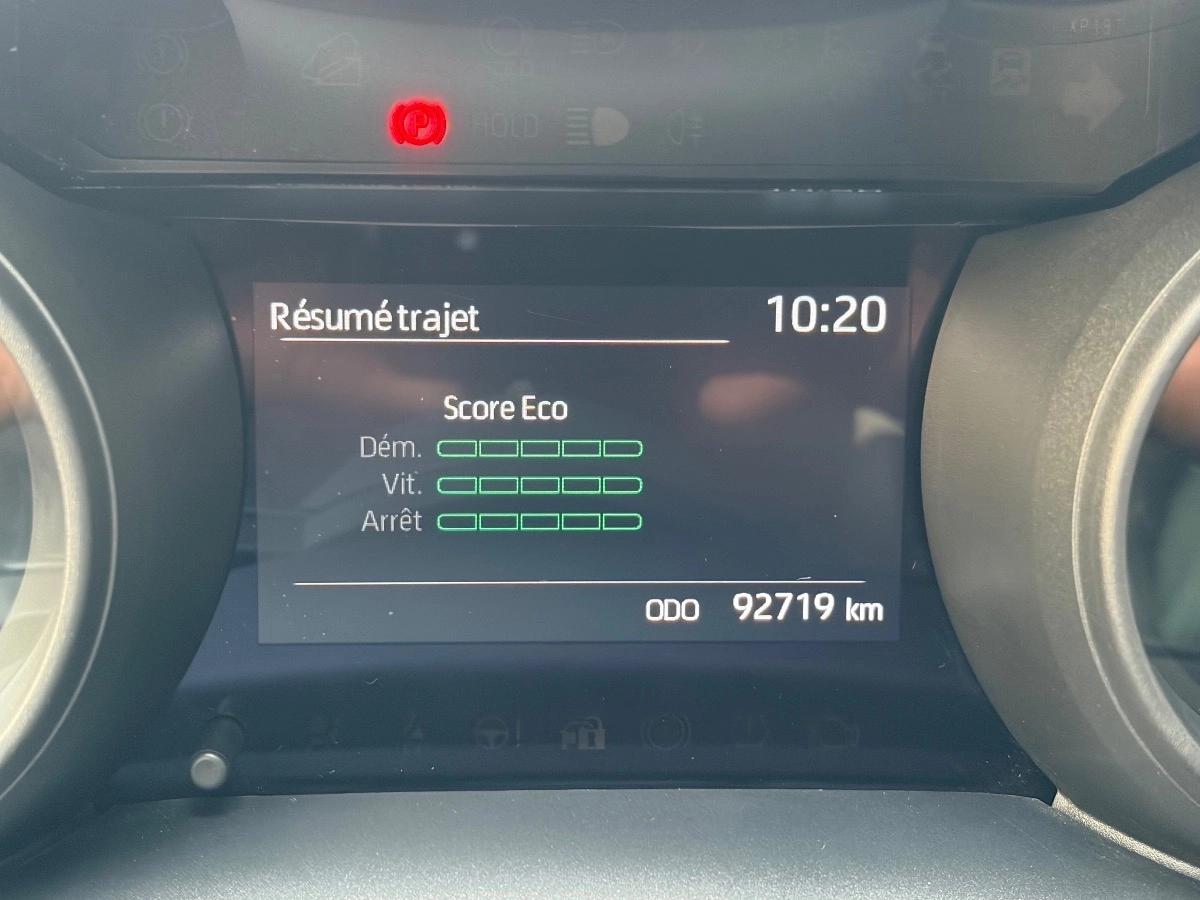 P HOLD
Résumé trajet 10:20
Score Eco
Dém.
Vit.
Arrêt
ODO 92719 km